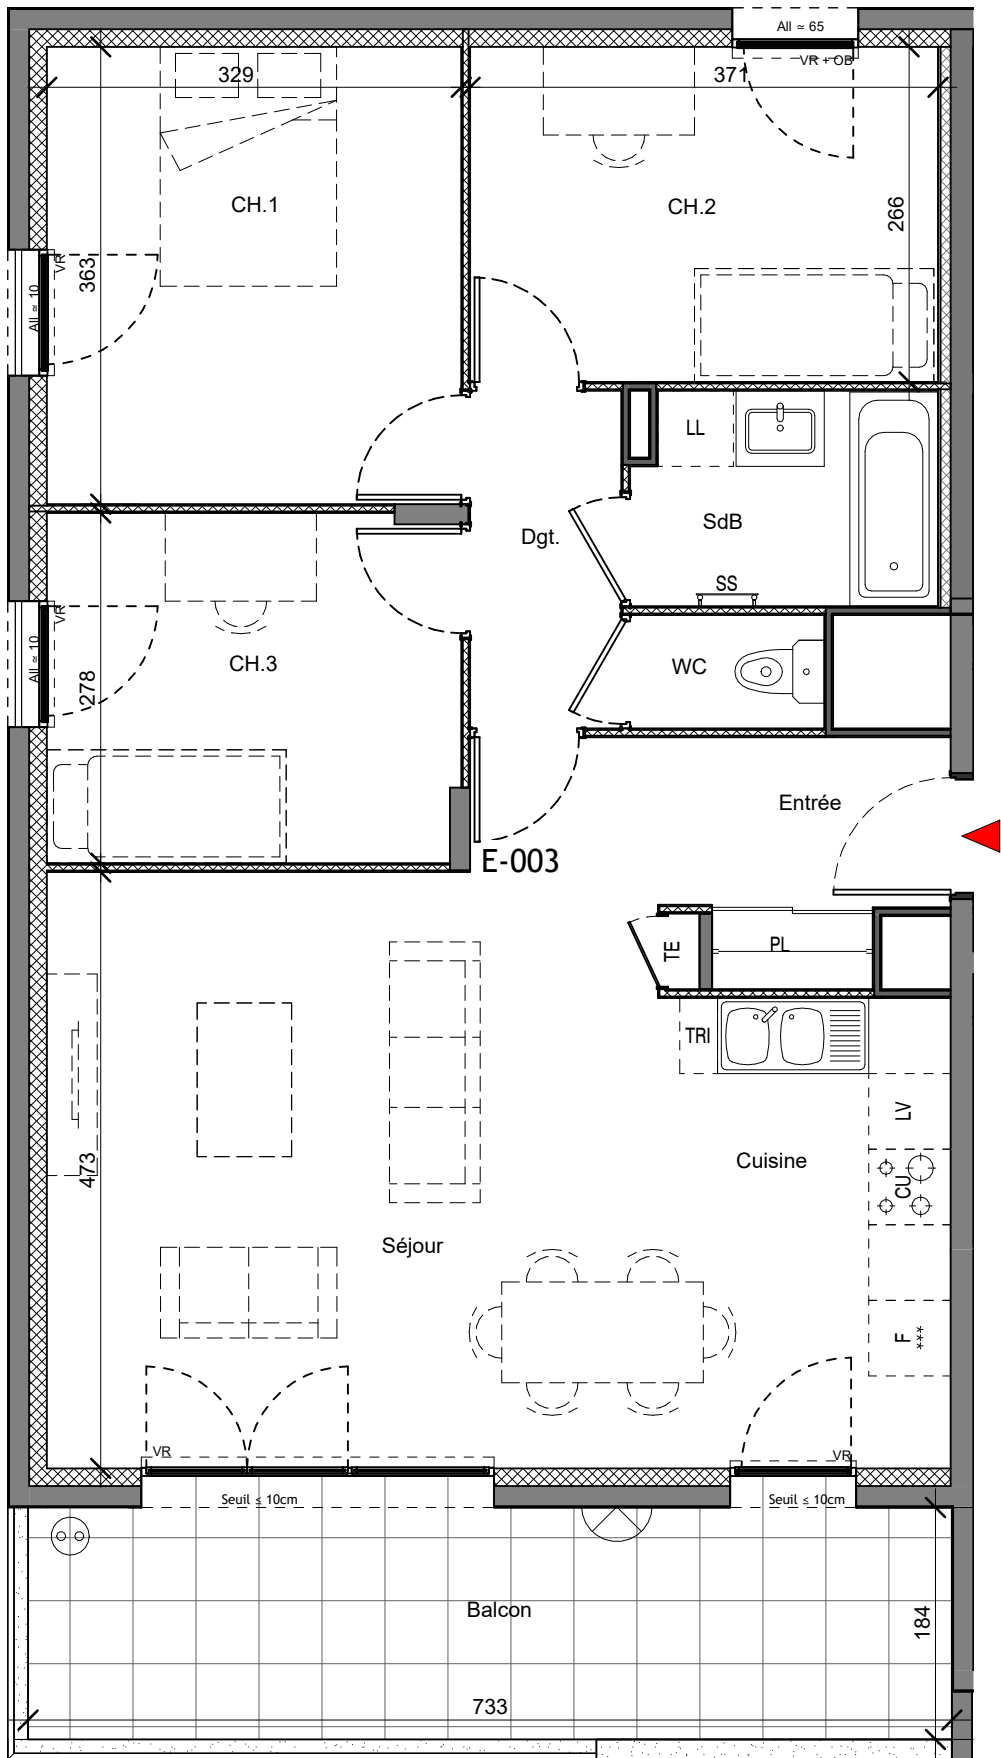 All ≃ 65
VR + OB
329
371
CH.1
CH.2
266
VR
363
All ≃ 10
LL
SdB
Dgt.
SS
VR
All ≃ 10
CH.3
WC
278
Entrée
E-003
TE
PL
TRI
LV
Cuisine
473
CU
Séjour
F
***
VR
VR
Seuil ≤ 10cm
Seuil ≤ 10cm
Balcon
184
733